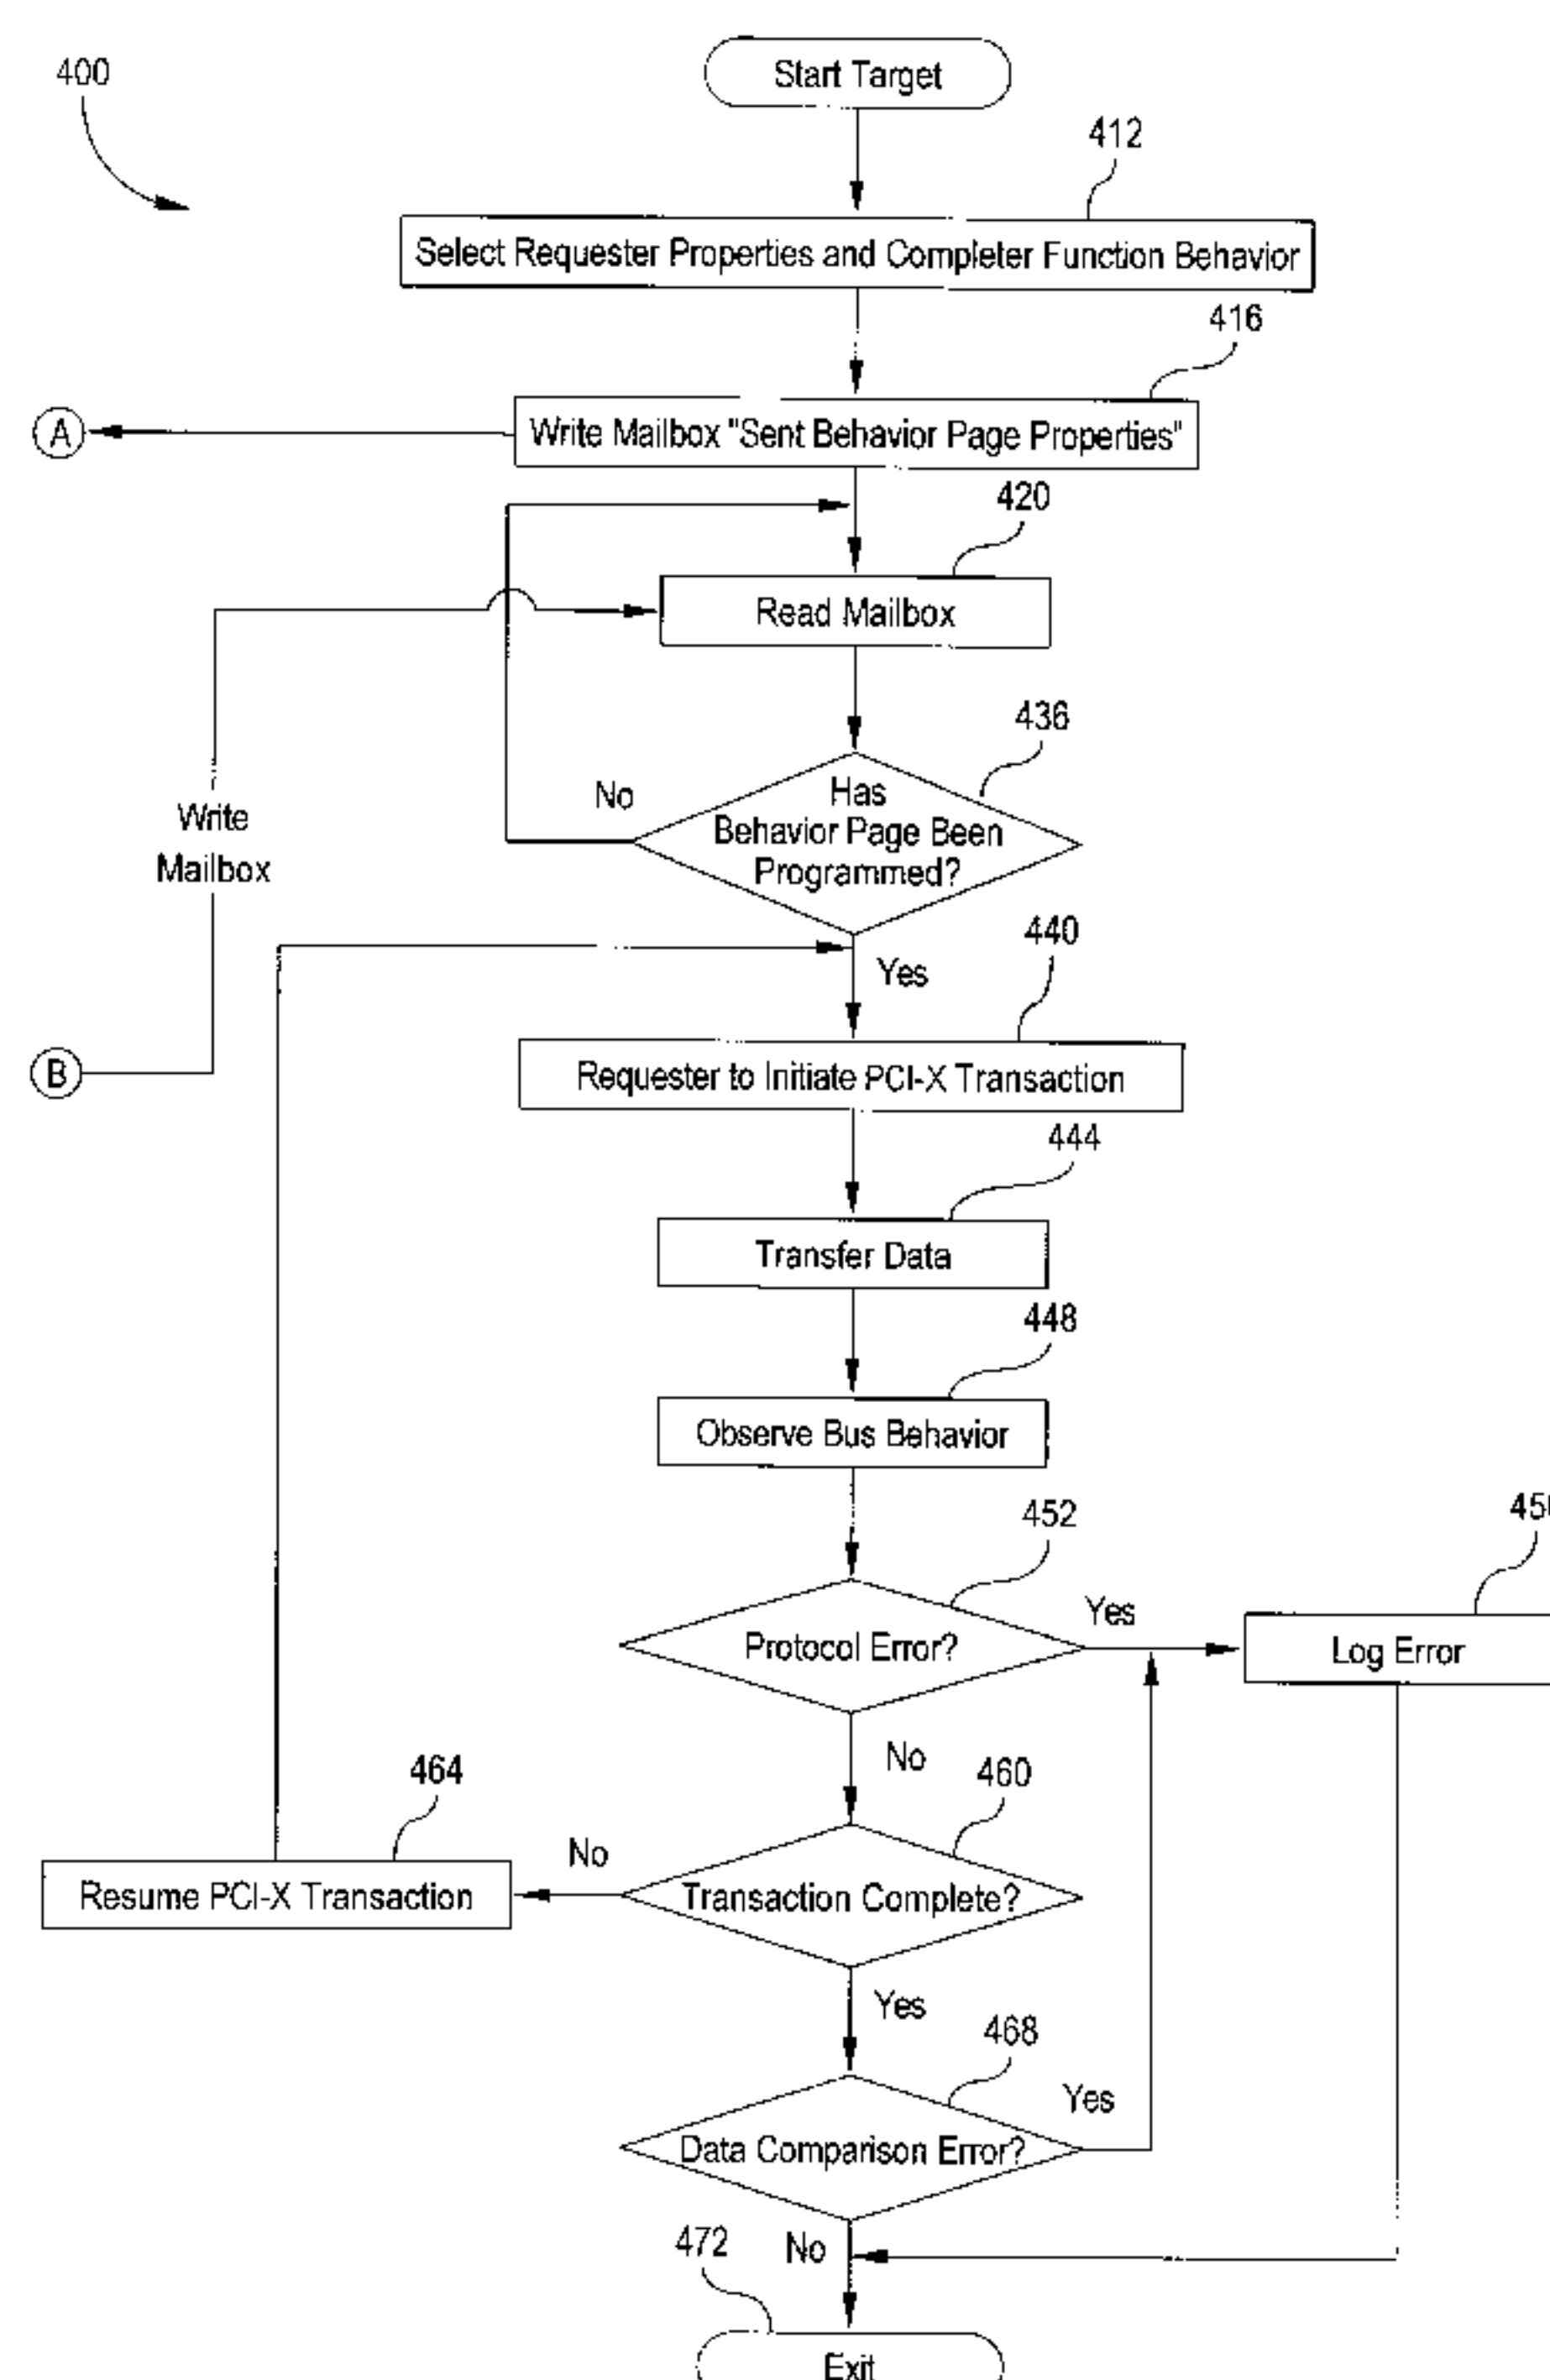 400
Start Target
412
Select Requester Properties and Completer Function Behavior
416
A
Write Mailbox "Sent Behavior Page Properties"
420
Read Mailbox
436
No
Has
Behavior Page Been
Programmed?
Write
Mailbox
440
Yes
B
Requester to Initiate PCI-X Transaction
444
Transfer Data
448
Observe Bus Behavior
452
Yes
Protocol Error?
Log Error
No
464
460
No
Resume PCI-X Transaction
Transaction Complete?
Yes
468
Yes
Data Comparison Error?
472
No
Exit